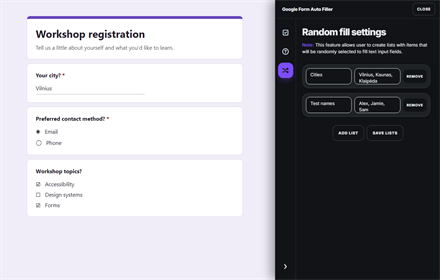 Workshop registration
Tell us a little about yourself and what you'd like to learn.
Your city? *
Vilnius
Preferred contact method? *
Email
Phone
Workshop topics?
Accessibility
Design systems
Forms
Google Form Auto Filler
CLOSE
Random fill settings
Note: This feature allows user to create lists with items that
will be randomly selected to fill text input fields.
Cities
Vilnius, Kaunas,
Klaipėda
REMOVE
Test names
Alex, Jamie,
Sam
REMOVE
ADD LIST
SAVE LISTS